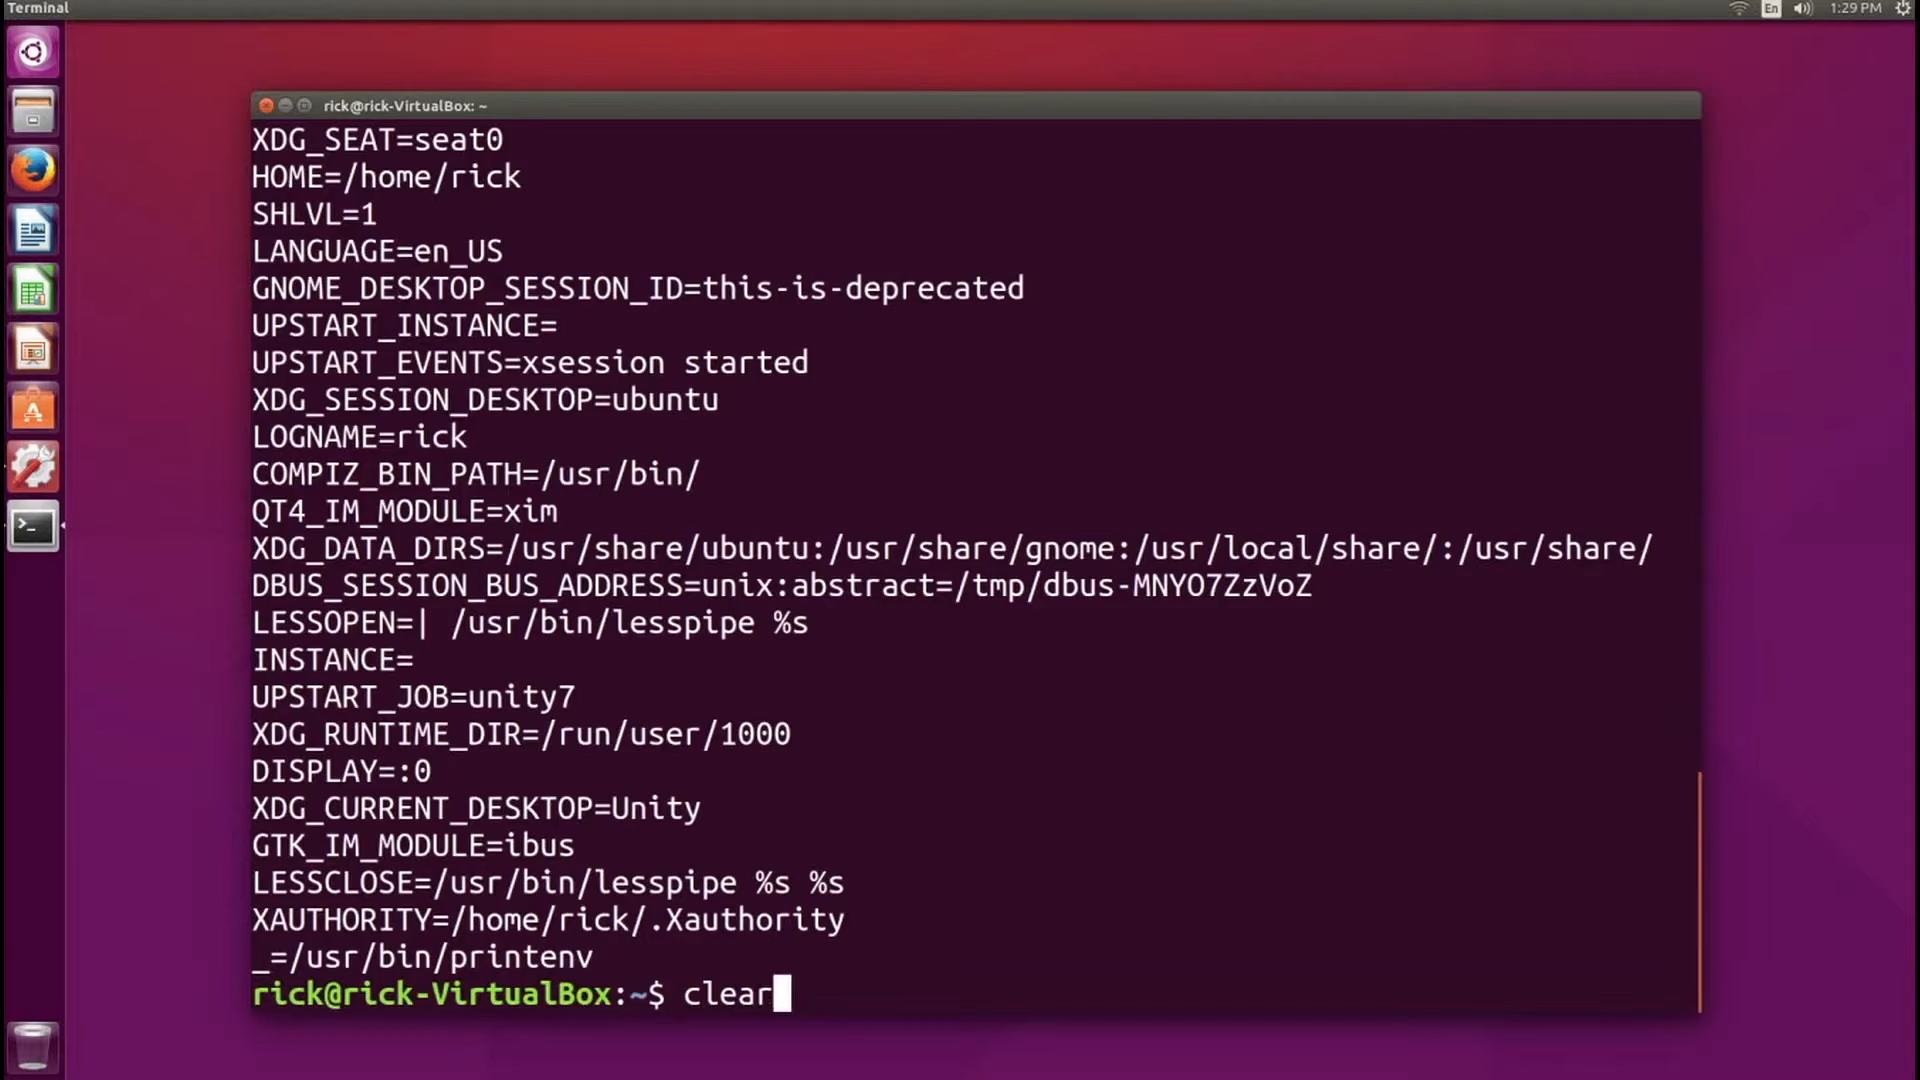 Terminal
En
1:29 PM
rick@rick-VirtualBox: ~
XDG_SEAT=seat0
HOME=/home/rick
SHLVL=1
LANGUAGE=en_US
GNOME_DESKTOP_SESSION_ID=this-is-deprecated
UPSTART_INSTANCE=
UPSTART_EVENTS=xsession started
XDG_SESSION_DESKTOP=ubuntu
LOGNAME=rick
COMPIZ_BIN_PATH=/usr/bin/
QT4_IM_MODULE=xim
XDG_DATA_DIRS=/usr/share/ubuntu:/usr/share/gnome:/usr/local/share/:/usr/share/
DBUS_SESSION_BUS_ADDRESS=unix:abstract=/tmp/dbus-MNYO7ZzVoZ
LESSOPEN=| /usr/bin/lesspipe %s
INSTANCE=
UPSTART_JOB=unity7
XDG_RUNTIME_DIR=/run/user/1000
DISPLAY=:0
XDG_CURRENT_DESKTOP=Unity
GTK_IM_MODULE=ibus
LESSCLOSE=/usr/bin/lesspipe %s %s
XAUTHORITY=/home/rick/.Xauthority
_=/usr/bin/printenv
rick@rick-VirtualBox:~$ clear